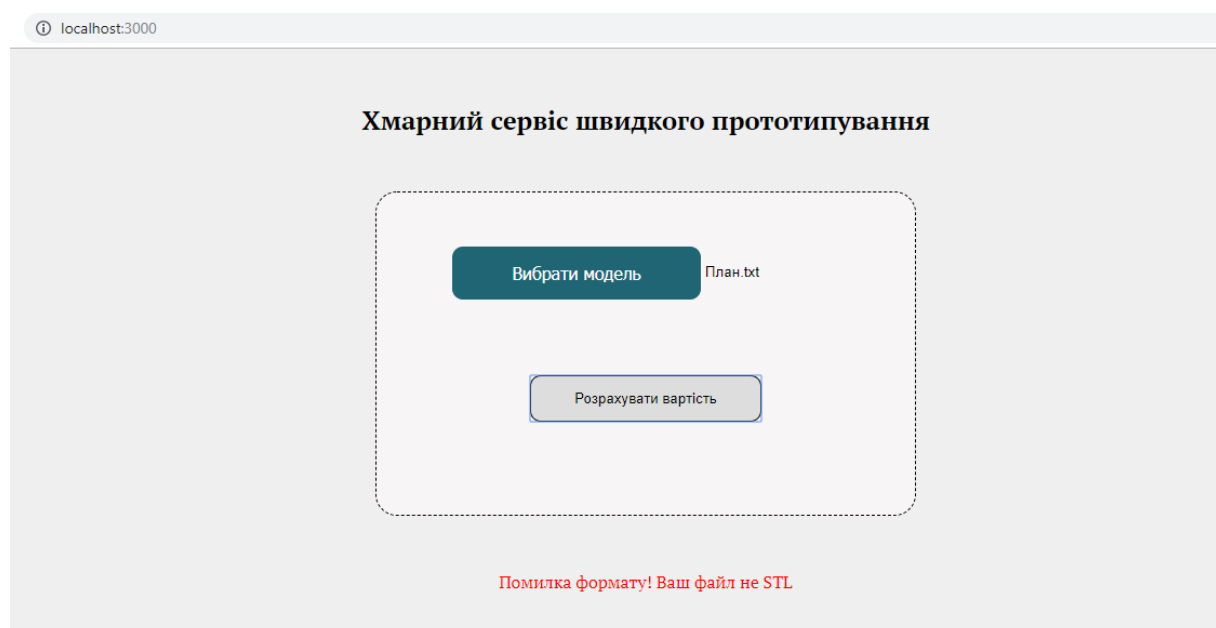 localhost:3000
Хмарний сервіс швидкого прототипування
Вибрати модель План.txt
Розрахувати вартість
Помилка формату! Ваш файл не STL